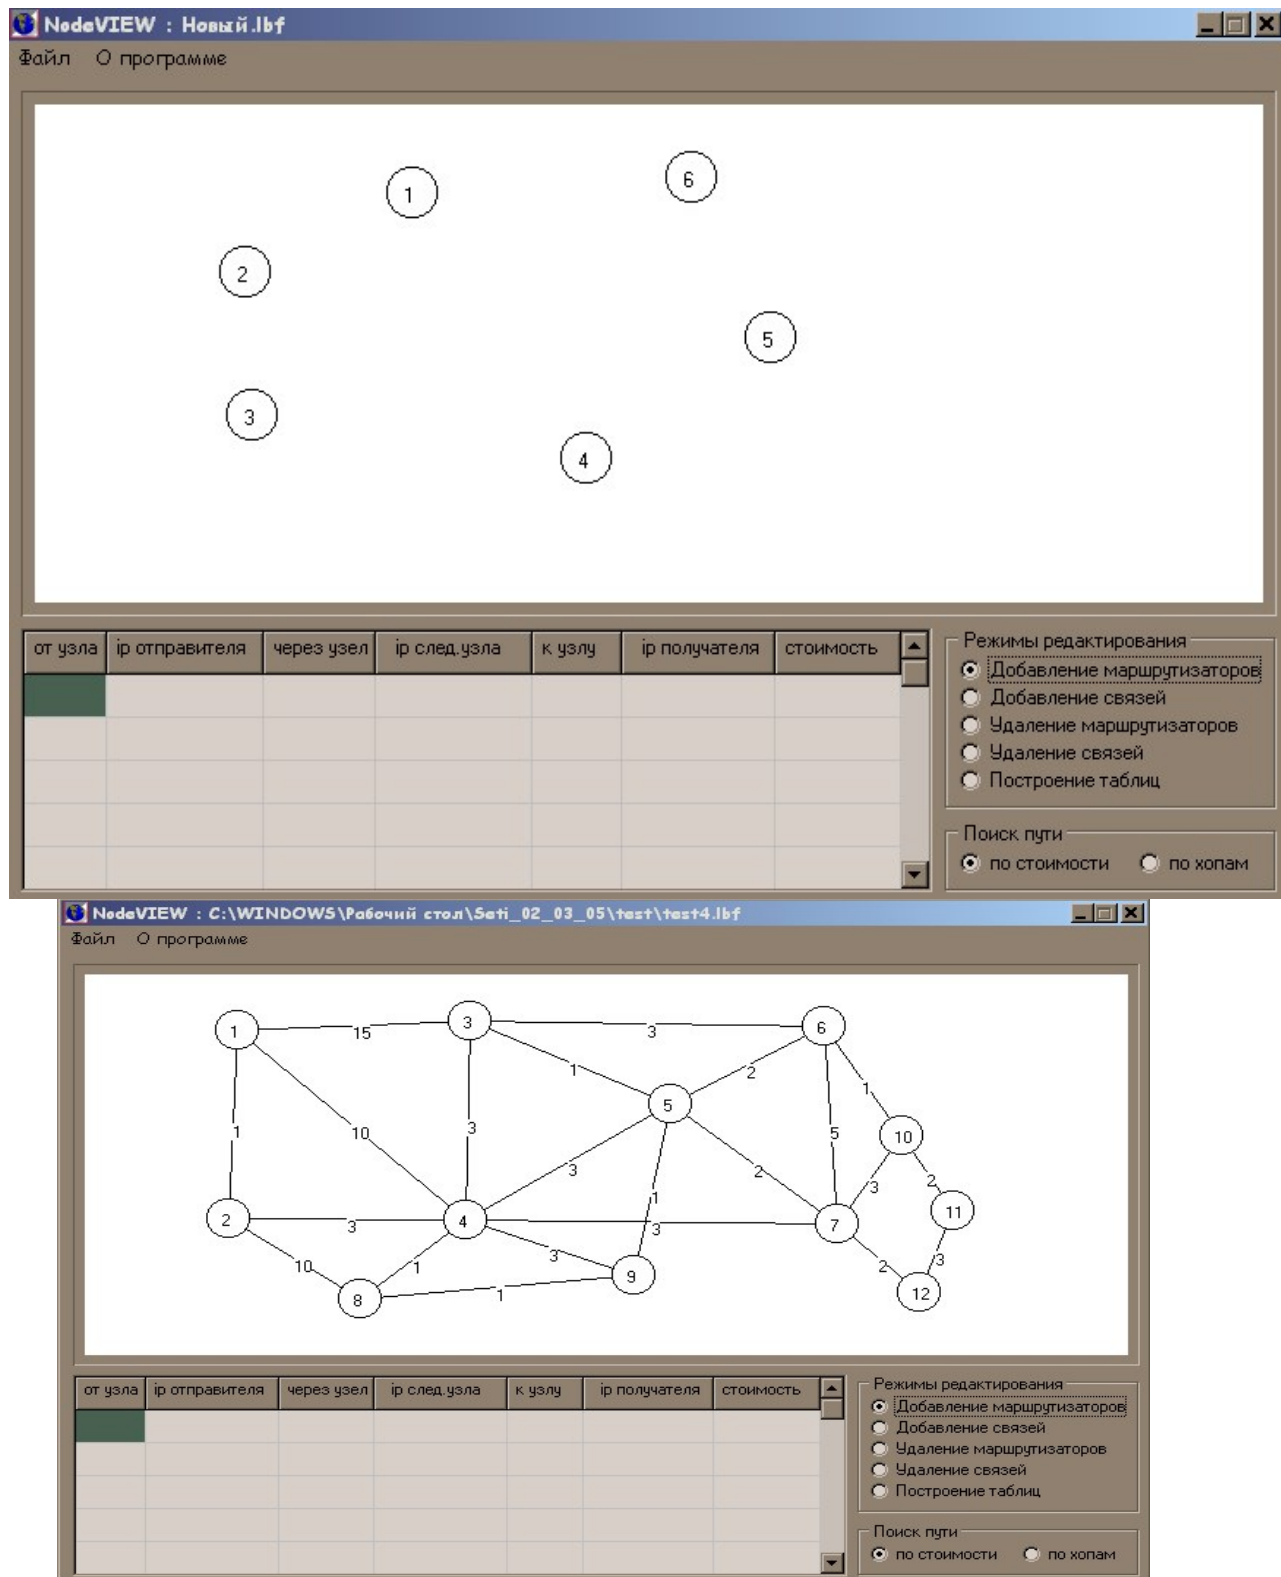 NodeVIEW : Новый.lbf
Файл О программе
1
6
2
5
3
4
от узла ip отправителя через узел ip след.узла к узлу ip получателя стоимость
Режимы редактирования
Добавление маршрутизаторов
Добавление связей
Удаление маршрутизаторов
Удаление связей
Построение таблиц
Поиск пути
по стоимости по хопам
NodeVIEW : C:\WINDOWS\Рабочий стол\Seti_02_03_05\test\test4.lbf
Файл О программе
1 15 3 3 6
1 2 1
5
1 10 3 5 10
3 2 3 2
1
2 3 4 3 7 11
10 1 3 2 3
8 1 9 12
от узла ip отправителя через узел ip след.узла к узлу ip получателя стоимость
Режимы редактирования
Добавление маршрутизаторов
Добавление связей
Удаление маршрутизаторов
Удаление связей
Построение таблиц
Поиск пути
по стоимости по хопам